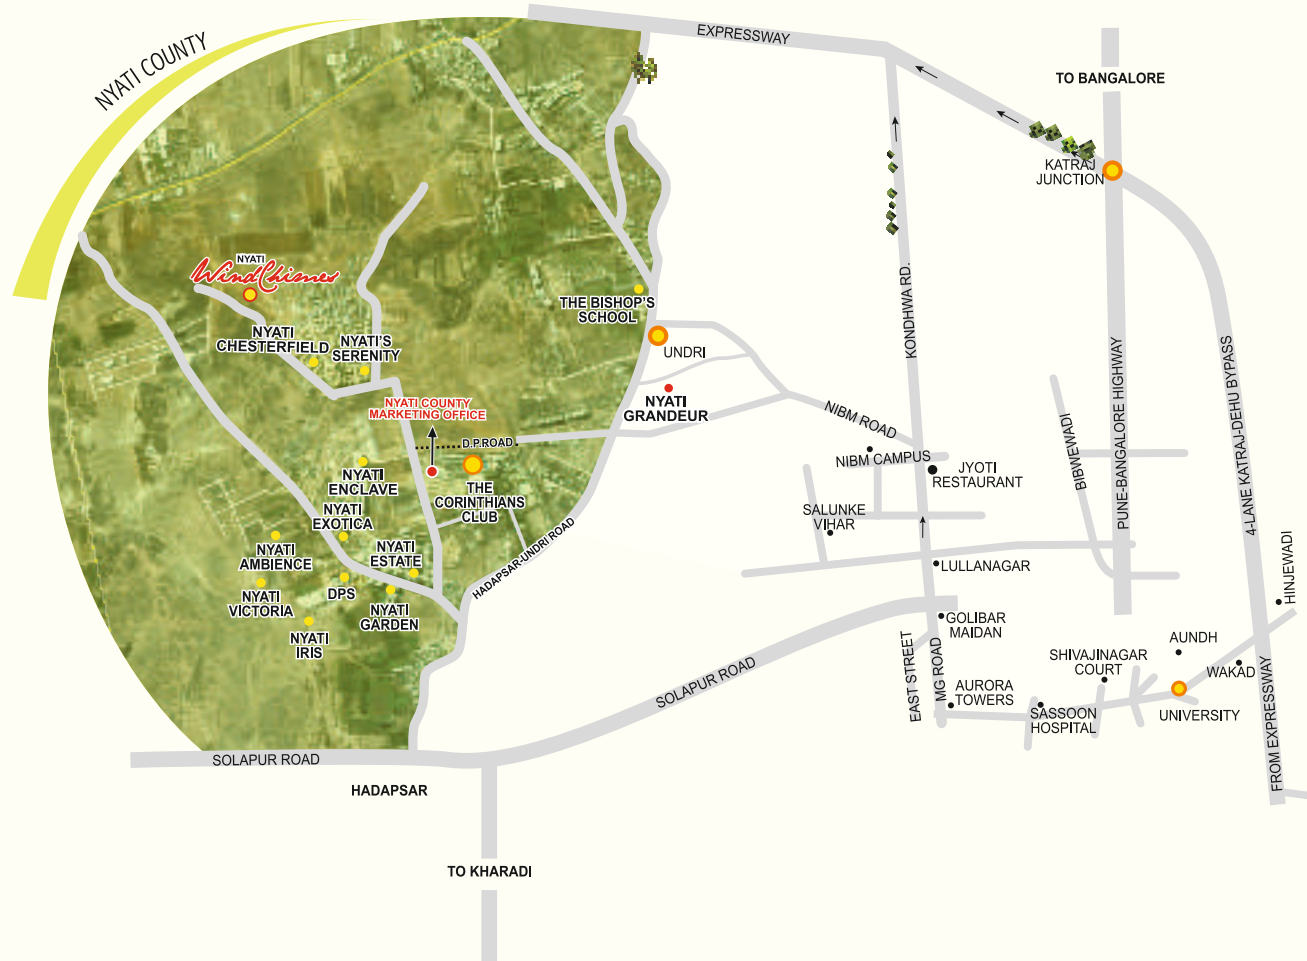 NYATI COUNTY
EXPRESSWAY
TO BANGALORE
KATRAJ
JUNCTION
NYATI
WindChimes
THE BISHOP'S
SCHOOL
NYATI
CHESTERFIELD
NYATI'S
SERENITY
UNDRI
KONDHWA RD.
PUNE-BANGALORE HIGHWAY
4-LANE KATRAJ-DEHU BYPASS
NYATI COUNTY
MARKETING OFFICE
NYATI
GRANDEUR
NIBM ROAD
BIBWEWADI
D.P.ROAD
NIBM CAMPUS
JYOTI
RESTAURANT
NYATI
ENCLAVE
THE
CORINTHIANS
CLUB
NYATI
EXOTICA
SALUNKE
VIHAR
HADAPSAR-UNDRI ROAD
NYATI
AMBIENCE
NYATI
ESTATE
LULLANAGAR
HINJEWADI
NYATI
VICTORIA
DPS
NYATI
GARDEN
GOLIBAR
MAIDAN
NYATI
IRIS
EAST STREET
MG ROAD
AUNDH
SHIVAJINAGAR
COURT
WAKAD
SOLAPUR ROAD
AURORA
TOWERS
SASSOON
HOSPITAL
UNIVERSITY
FROM EXPRESSWAY
SOLAPUR ROAD
HADAPSAR
TO KHARADI